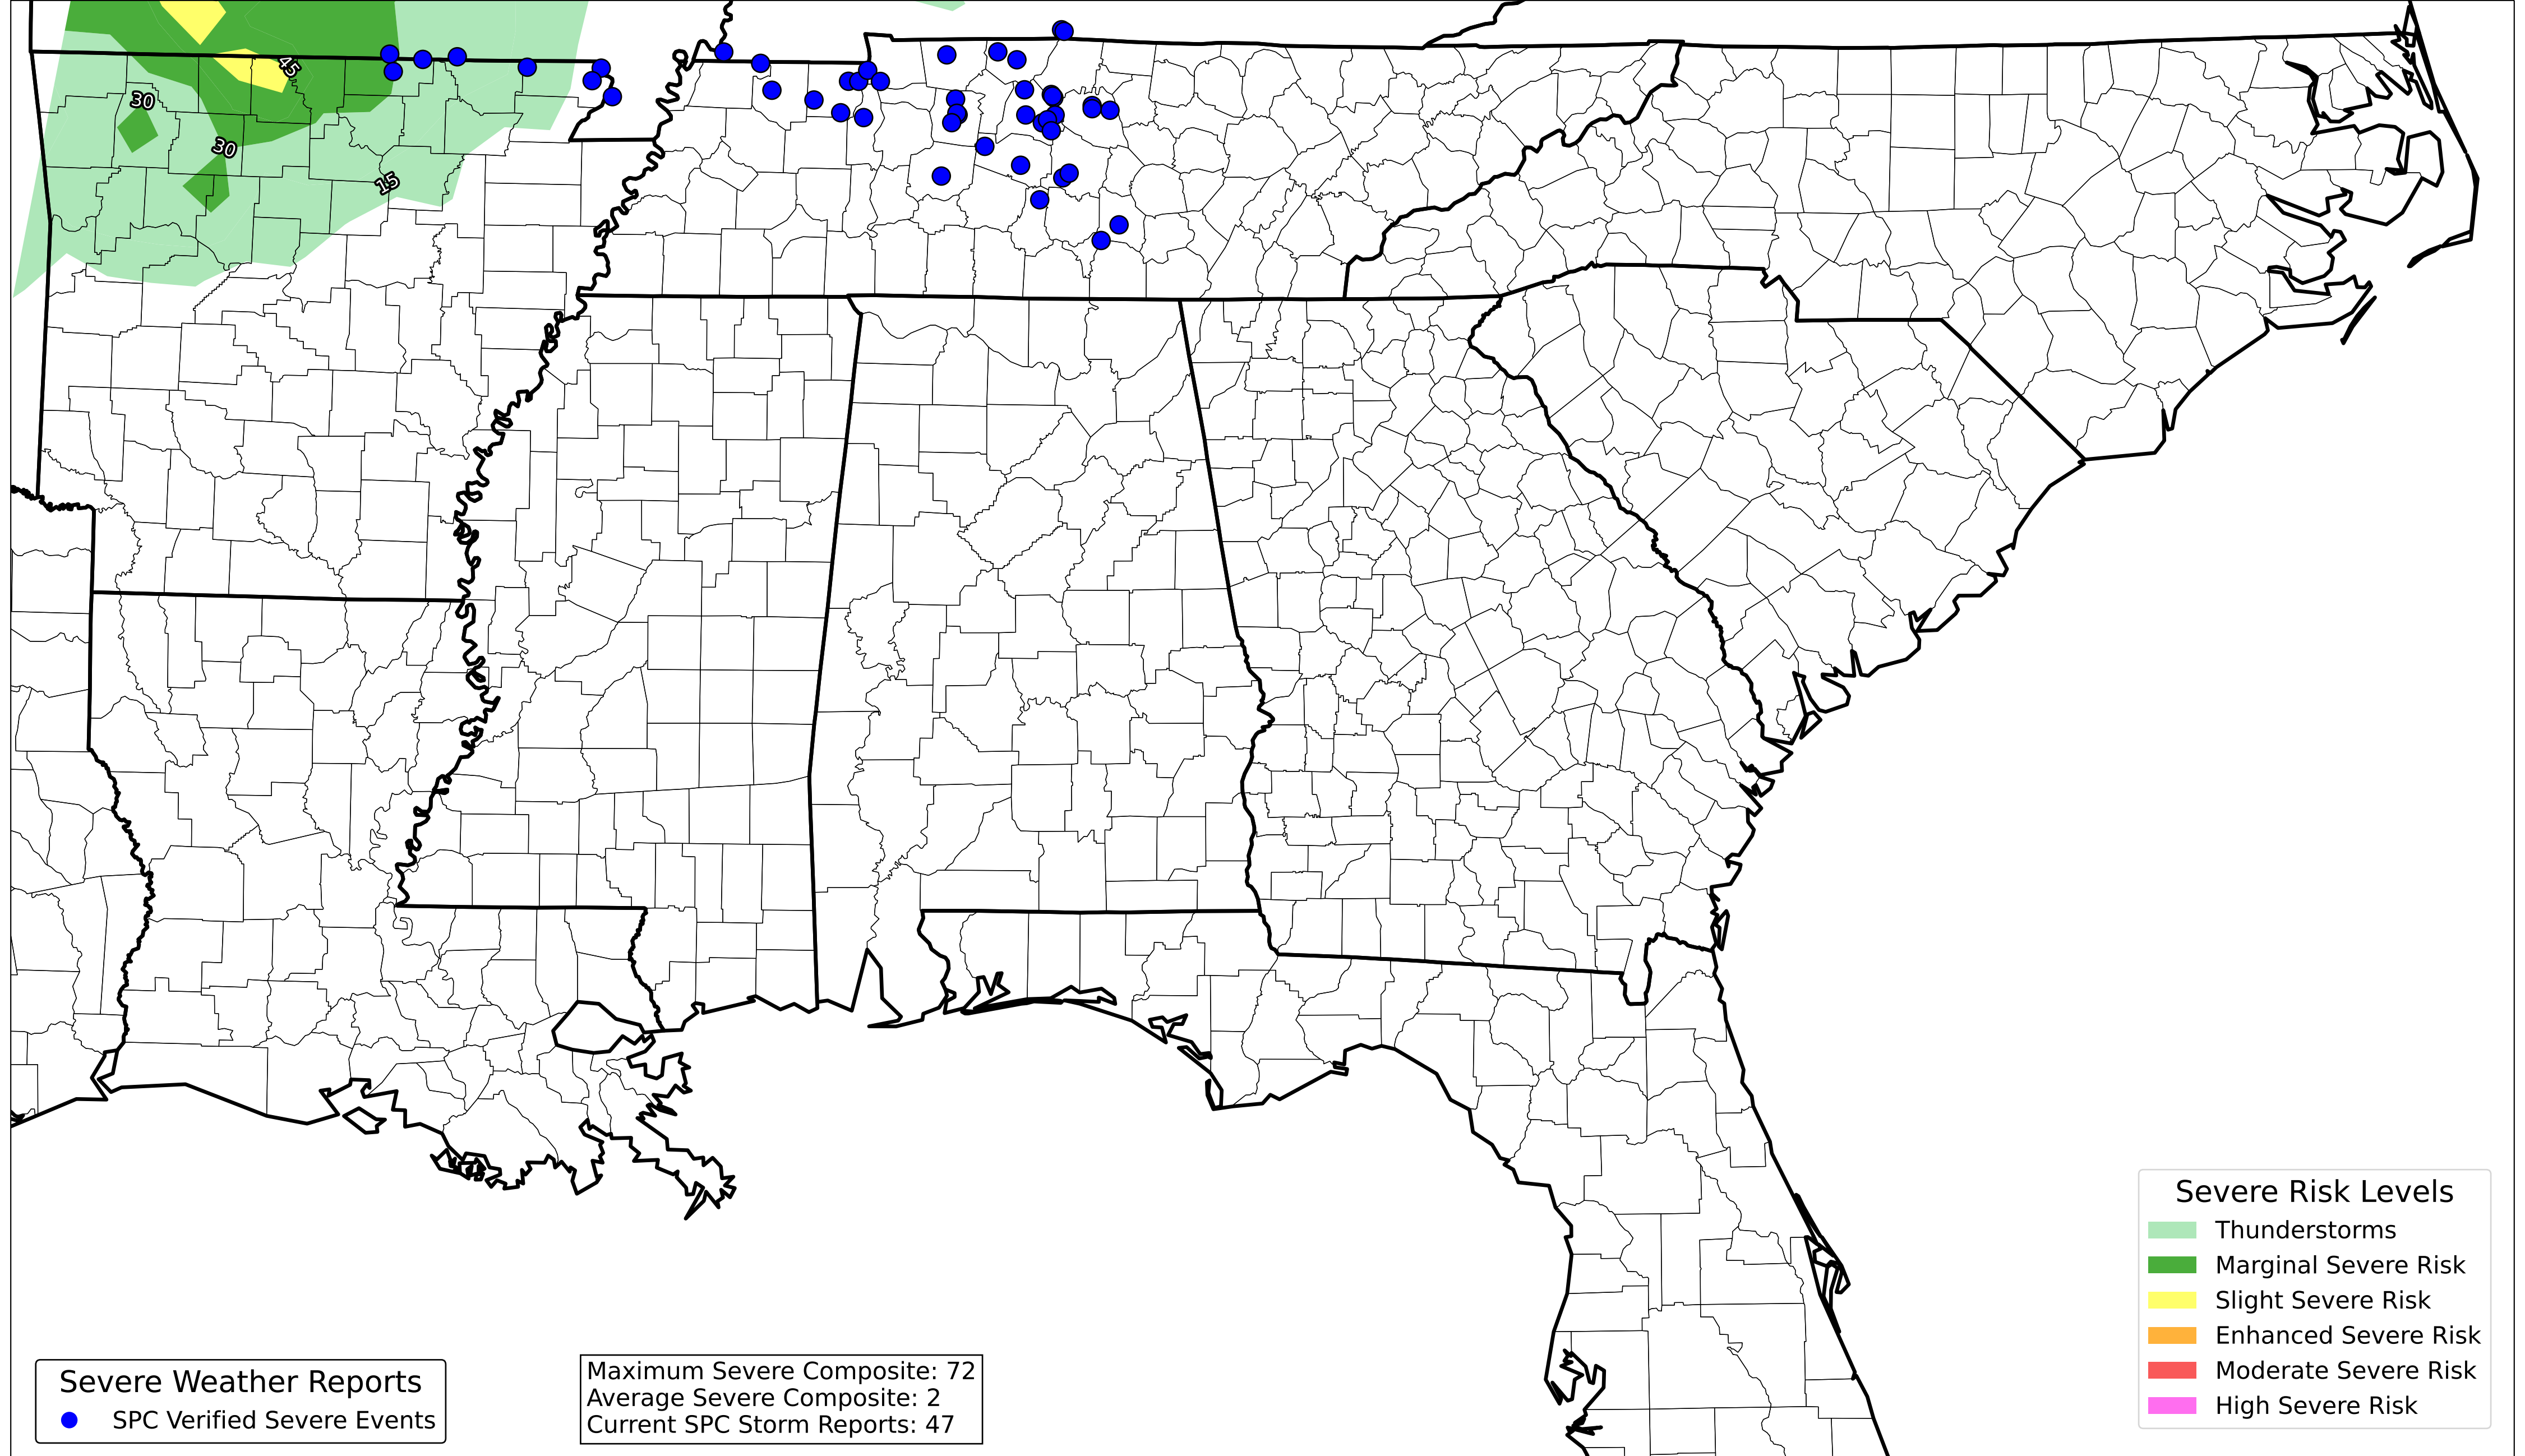 45
30
30
15
Severe Risk Levels
Thunderstorms
Marginal Severe Risk
Slight Severe Risk
Enhanced Severe Risk
Moderate Severe Risk
High Severe Risk
Severe Weather Reports
SPC Verified Severe Events
Maximum Severe Composite: 72
Average Severe Composite: 2
Current SPC Storm Reports: 47